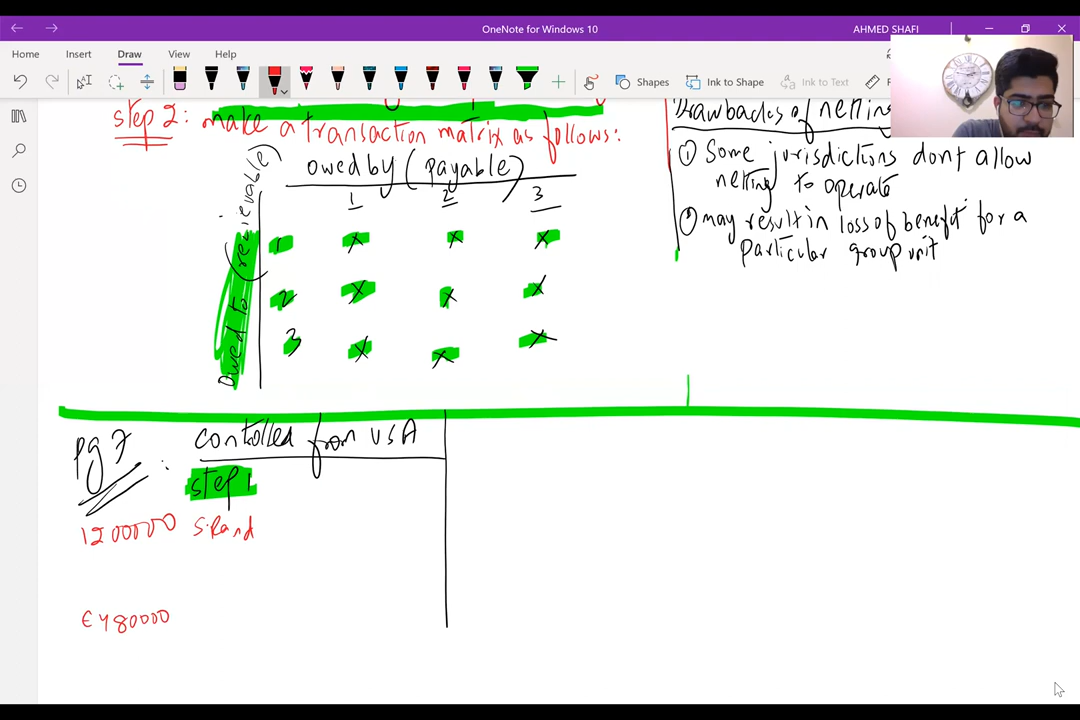 OneNote for Windows 10
AHMED SHAFI
Home Insert Draw View Help
Shapes
Ink to Shape
Ink to Text
step 2: make a transaction matrix as follows:
owed by (payable)
1 2 3
owed to
1 x x x
2 x x x
3 x x x
Drawbacks of netting
① Some jurisdictions dont allow
netting to operate
② may result in loss of benefit for a
particular group unit
pg 7 : controlled from USA
step 1
1200000 S.Rand
€480000